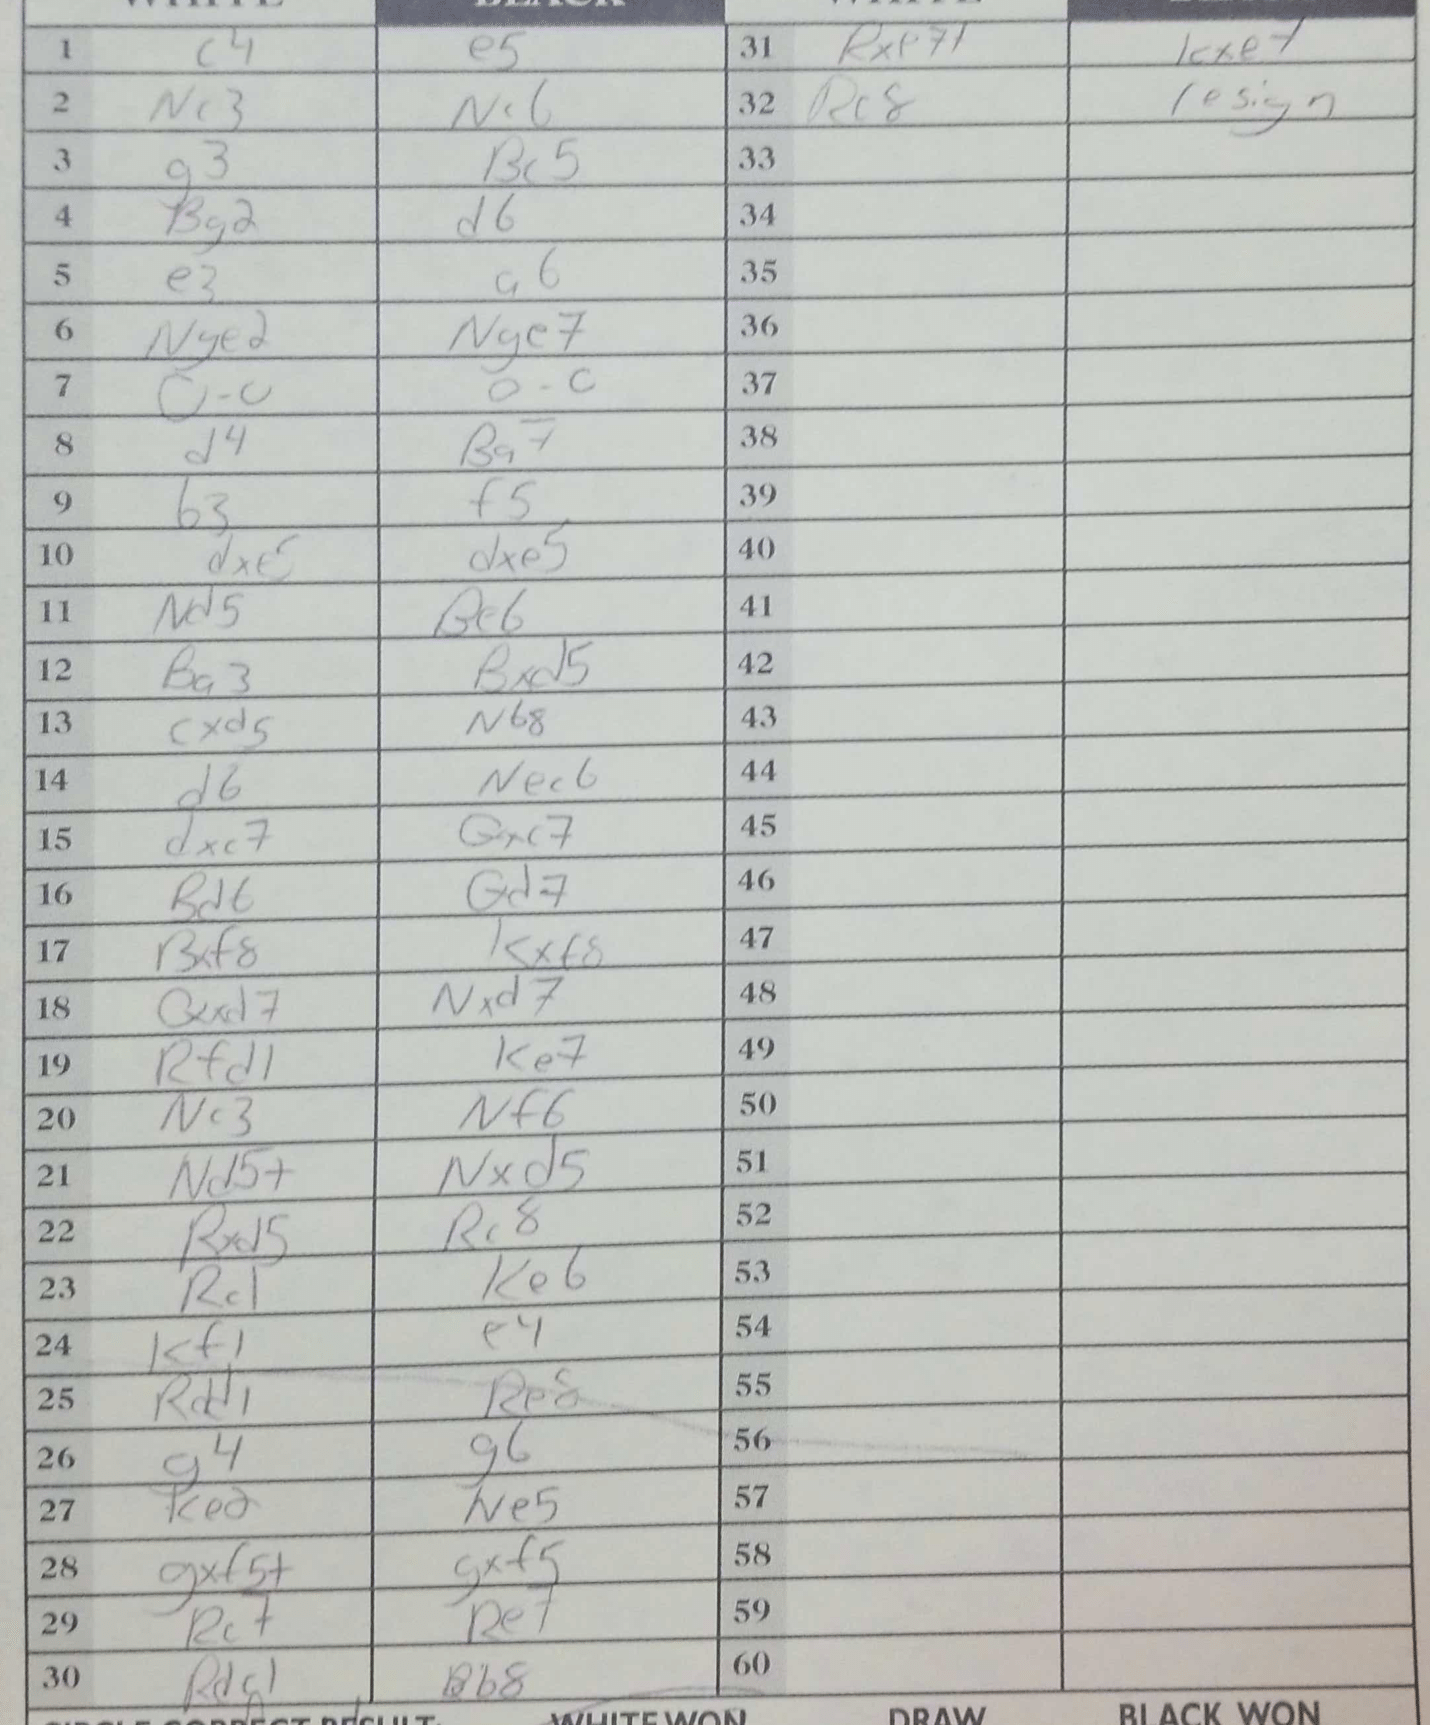 WHITE BLACK WHITE BLACK
1 c4 e5 31 Rxe7+ Kxe7
2 Nc3 Nc6 32 Rc8 resign
3 g3 Bc5 33
4 Bg2 d6 34
5 e3 a6 35
6 Nge2 Nge7 36
7 O-O O-O 37
8 d4 Ba7 38
9 b3 f5 39
10 dxe5 dxe5 40
11 Nd5 Be6 41
12 Ba3 Bxd5 42
13 cxd5 Nb8 43
14 d6 Nec6 44
15 dxc7 Qxc7 45
16 Bd6 Qd7 46
17 Bxf8 Kxf8 47
18 Qxd7 Nxd7 48
19 Rfd1 Ke7 49
20 Nc3 Nf6 50
21 Nd5+ Nxd5 51
22 Rxd5 Rc8 52
23 Rc1 Ke6 53
24 Kf1 e4 54
25 Rdd1 Re8 55
26 g4 g6 56
27 Ke2 Ne5 57
28 gxf5+ gxf5 58
29 Rc7 Re7 59
30 Rdc1 Bb8 60
CIRCLE CORRECT RESULT: WHITE WON DRAW BLACK WON